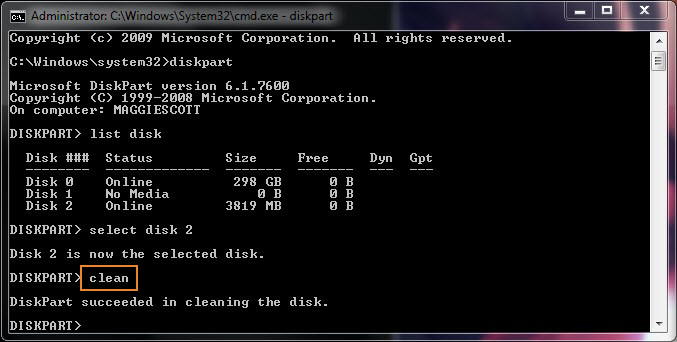 Administrator: C:\Windows\System32\cmd.exe - diskpart
Copyright (c) 2009 Microsoft Corporation.  All rights reserved.
C:\Windows\system32>diskpart
Microsoft DiskPart version 6.1.7600
Copyright (C) 1999-2008 Microsoft Corporation.
On computer: MAGGIESCOTT
DISKPART> list disk
  Disk ###  Status         Size     Free     Dyn  Gpt
  --------  -------------  -------  -------  ---  ---
  Disk 0    Online          298 GB      0 B
  Disk 1    No Media           0 B      0 B
  Disk 2    Online         3819 MB      0 B
DISKPART> select disk 2
Disk 2 is now the selected disk.
DISKPART> clean
DiskPart succeeded in cleaning the disk.
DISKPART>